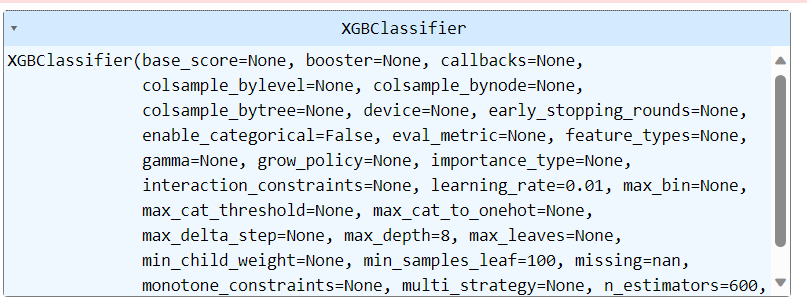 XGBClassifier
XGBClassifier(base_score=None, booster=None, callbacks=None,
colsample_bylevel=None, colsample_bynode=None,
colsample_bytree=None, device=None, early_stopping_rounds=None,
enable_categorical=False, eval_metric=None, feature_types=None,
gamma=None, grow_policy=None, importance_type=None,
interaction_constraints=None, learning_rate=0.01, max_bin=None,
max_cat_threshold=None, max_cat_to_onehot=None,
max_delta_step=None, max_depth=8, max_leaves=None,
min_child_weight=None, min_samples_leaf=100, missing=nan,
monotone_constraints=None, multi_strategy=None, n_estimators=600,